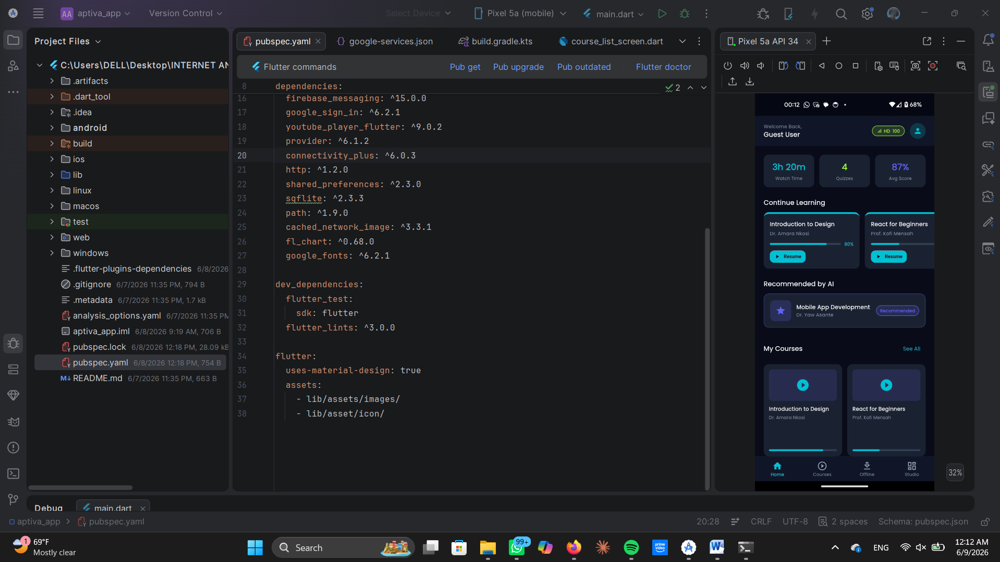 AA aptiva_app
Version Control
Select Device
Pixel 5a (mobile)
main.dart
Project Files
C:\Users\DELL\Desktop\INTERNET AN
.artifacts
.dart_tool
.idea
android
build
ios
lib
linux
macos
test
web
windows
.flutter-plugins-dependencies 6/8/2026
.gitignore 6/7/2026 11:35 PM, 794 B
.metadata 6/7/2026 11:35 PM, 1.7 kB
analysis_options.yaml 6/7/2026 11:35 PM
aptiva_app.iml 6/8/2026 9:19 AM, 706 B
pubspec.lock 6/8/2026 12:18 PM, 28.09 kB
pubspec.yaml 6/8/2026 12:18 PM, 754 B
M↓ README.md 6/7/2026 11:35 PM, 663 B
pubspec.yaml
google-services.json
build.gradle.kts
course_list_screen.dart
Flutter commands
Pub get
Pub upgrade
Pub outdated
Flutter doctor
2
8 dependencies:
16 firebase_messaging: ^15.0.0
17 google_sign_in: ^6.2.1
18 youtube_player_flutter: ^9.0.2
19 provider: ^6.1.2
20 connectivity_plus: ^6.0.3
21 http: ^1.2.0
22 shared_preferences: ^2.3.0
23 sqflite: ^2.3.3
24 path: ^1.9.0
25 cached_network_image: ^3.3.1
26 fl_chart: ^0.68.0
27 google_fonts: ^6.2.1
28
29 dev_dependencies:
30 flutter_test:
31 sdk: flutter
32 flutter_lints: ^3.0.0
33
34 flutter:
35 uses-material-design: true
36 assets:
37 - lib/assets/images/
38 - lib/asset/icon/
Pixel 5a API 34
00:12
68%
Welcome Back,
Guest User
HD 100
3h 20m
Watch Time
4
Quizzes
87%
Avg Score
Continue Learning
Introduction to Design
Dr. Amara Nkosi
80%
Resume
React for Beginners
Prof. Kofi Mensah
Resume
Recommended by AI
Mobile App Development
Dr. Yaw Asante
Recommended
My Courses
See All
Introduction to Design
Dr. Amara Nkosi
React for Beginners
Prof. Kofi Mensah
Home
Courses
Offline
Studio
32%
Debug
main.dart
aptiva_app > pubspec.yaml
20:28
CRLF
UTF-8
2 spaces
Schema: pubspec.json
1
69°F
Mostly clear
Search
99+
prime video
W
ENG
12:12 AM
6/9/2026